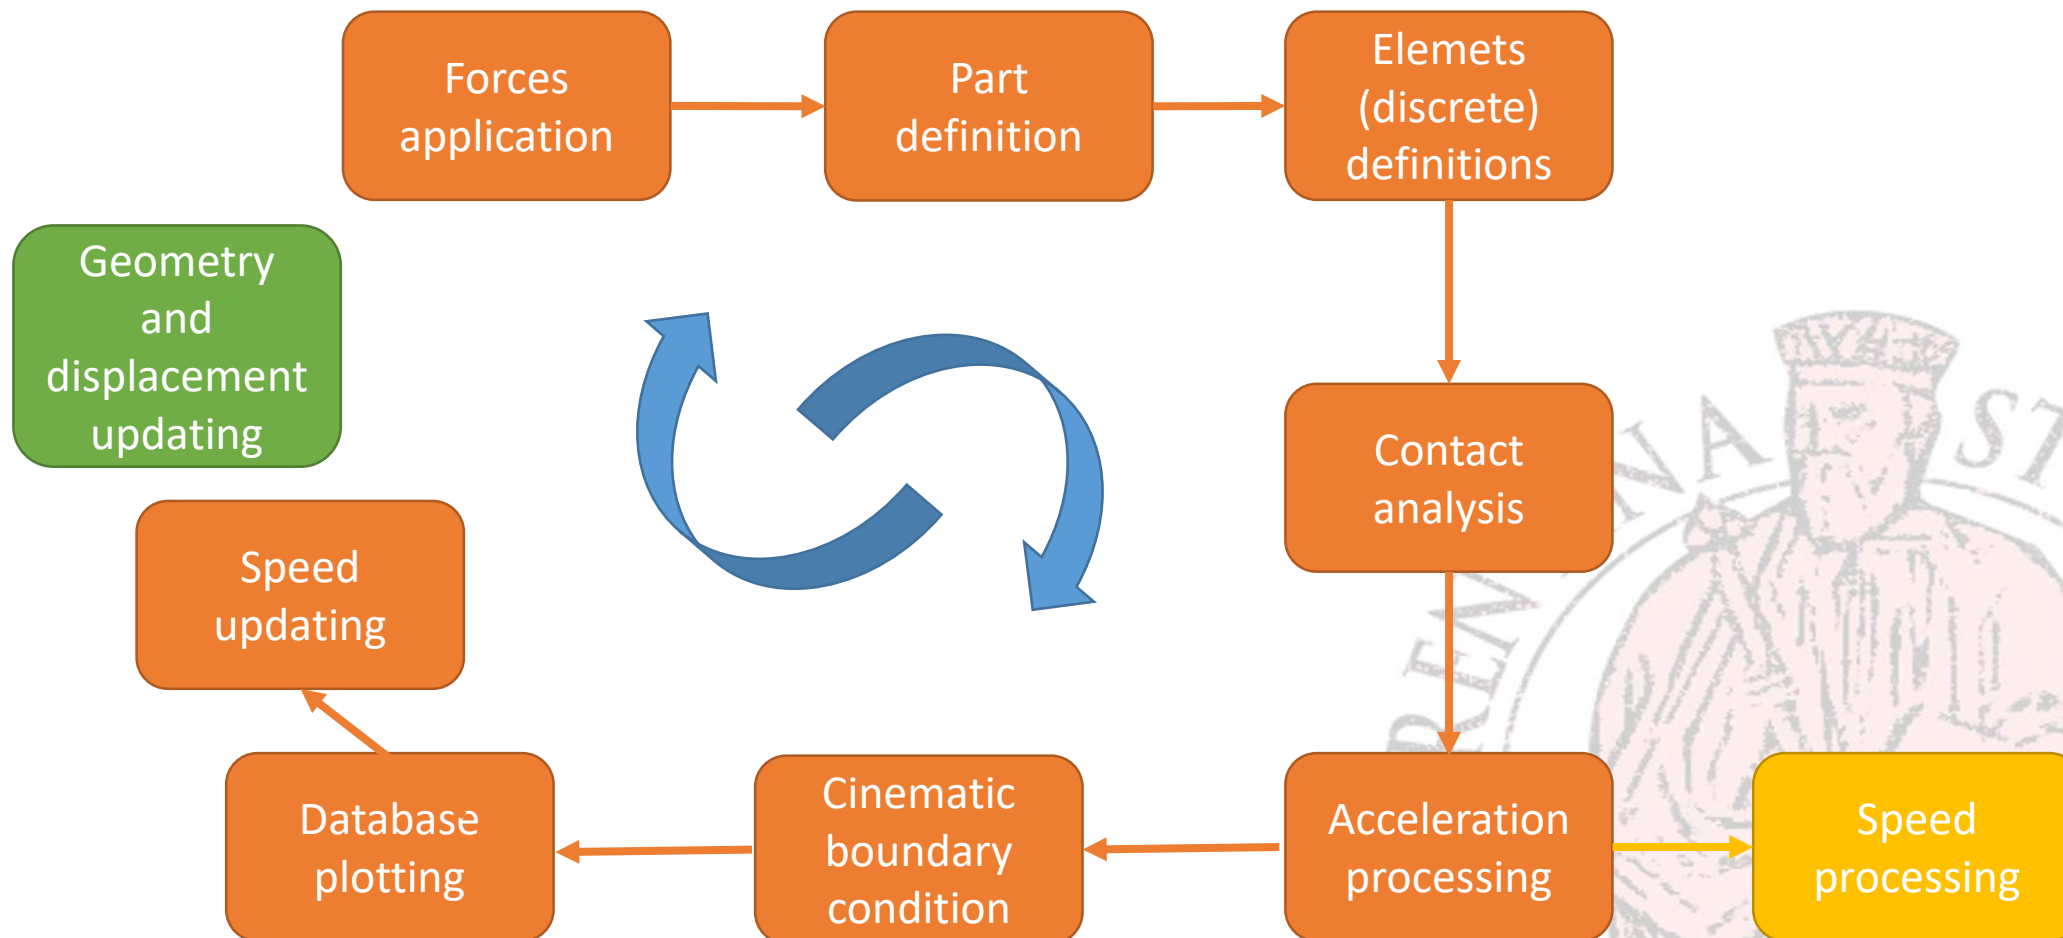 Forces
application
Part
definition
Elemets
(discrete)
definitions
Geometry
and
displacement
updating
Contact
analysis
Speed
updating
Database
plotting
Cinematic
boundary
condition
Acceleration
processing
Speed
processing